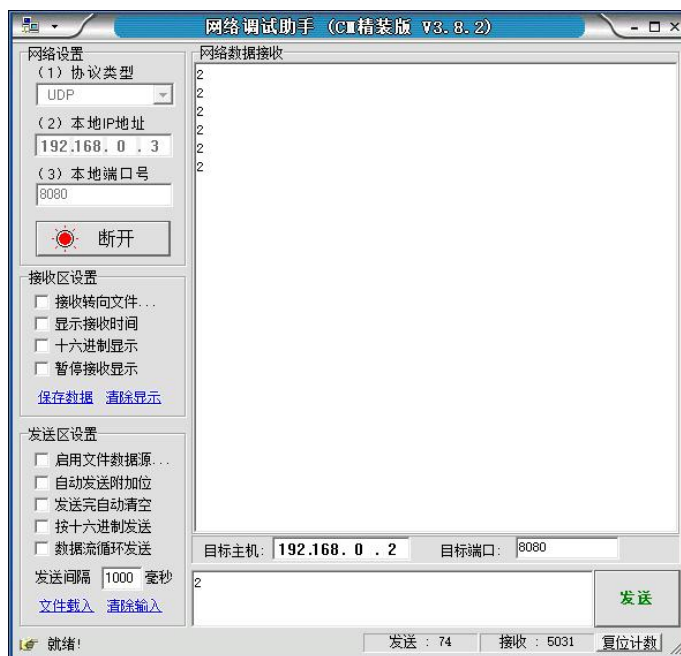 网络调试助手 (CⅢ精装版 V3.8.2)
网络设置
(1) 协议类型
UDP
(2) 本地IP地址
192.168. 0 . 3
(3) 本地端口号
8080
断开
接收区设置
接收转向文件...
显示接收时间
十六进制显示
暂停接收显示
保存数据 清除显示
发送区设置
启用文件数据源...
自动发送附加位
发送完自动清空
按十六进制发送
数据流循环发送
发送间隔 1000 毫秒
文件载入 清除输入
网络数据接收
2
2
2
2
2
2
目标主机: 192.168. 0 . 2 目标端口: 8080
2
发送
就绪! 发送 : 74 接收 : 5031 复位计数